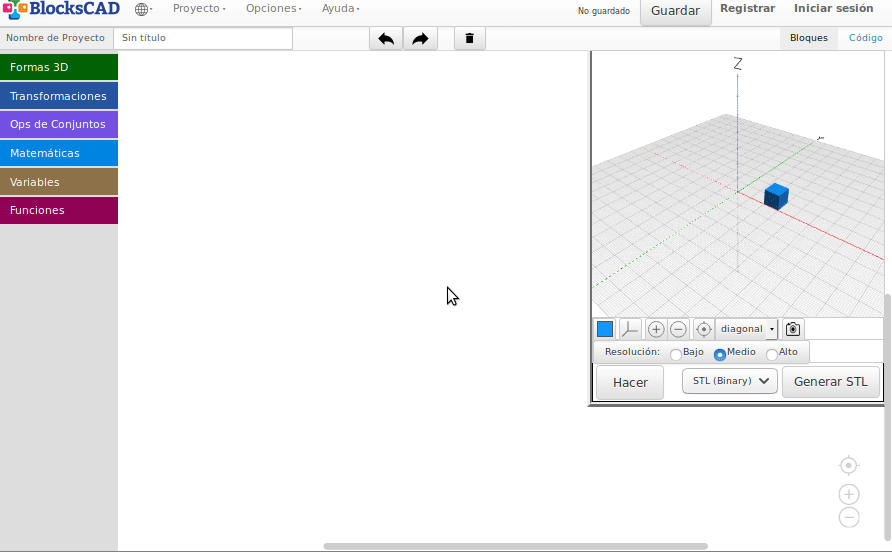 BlocksCAD Proyecto Opciones Ayuda No guardado Guardar Registrar Iniciar sesión
Nombre de Proyecto Sin título Bloques Código
Formas 3D
Transformaciones
Ops de Conjuntos
Matemáticas
Variables
Funciones
Z
diagonal
Resolución: Bajo Medio Alto
Hacer STL (Binary) Generar STL